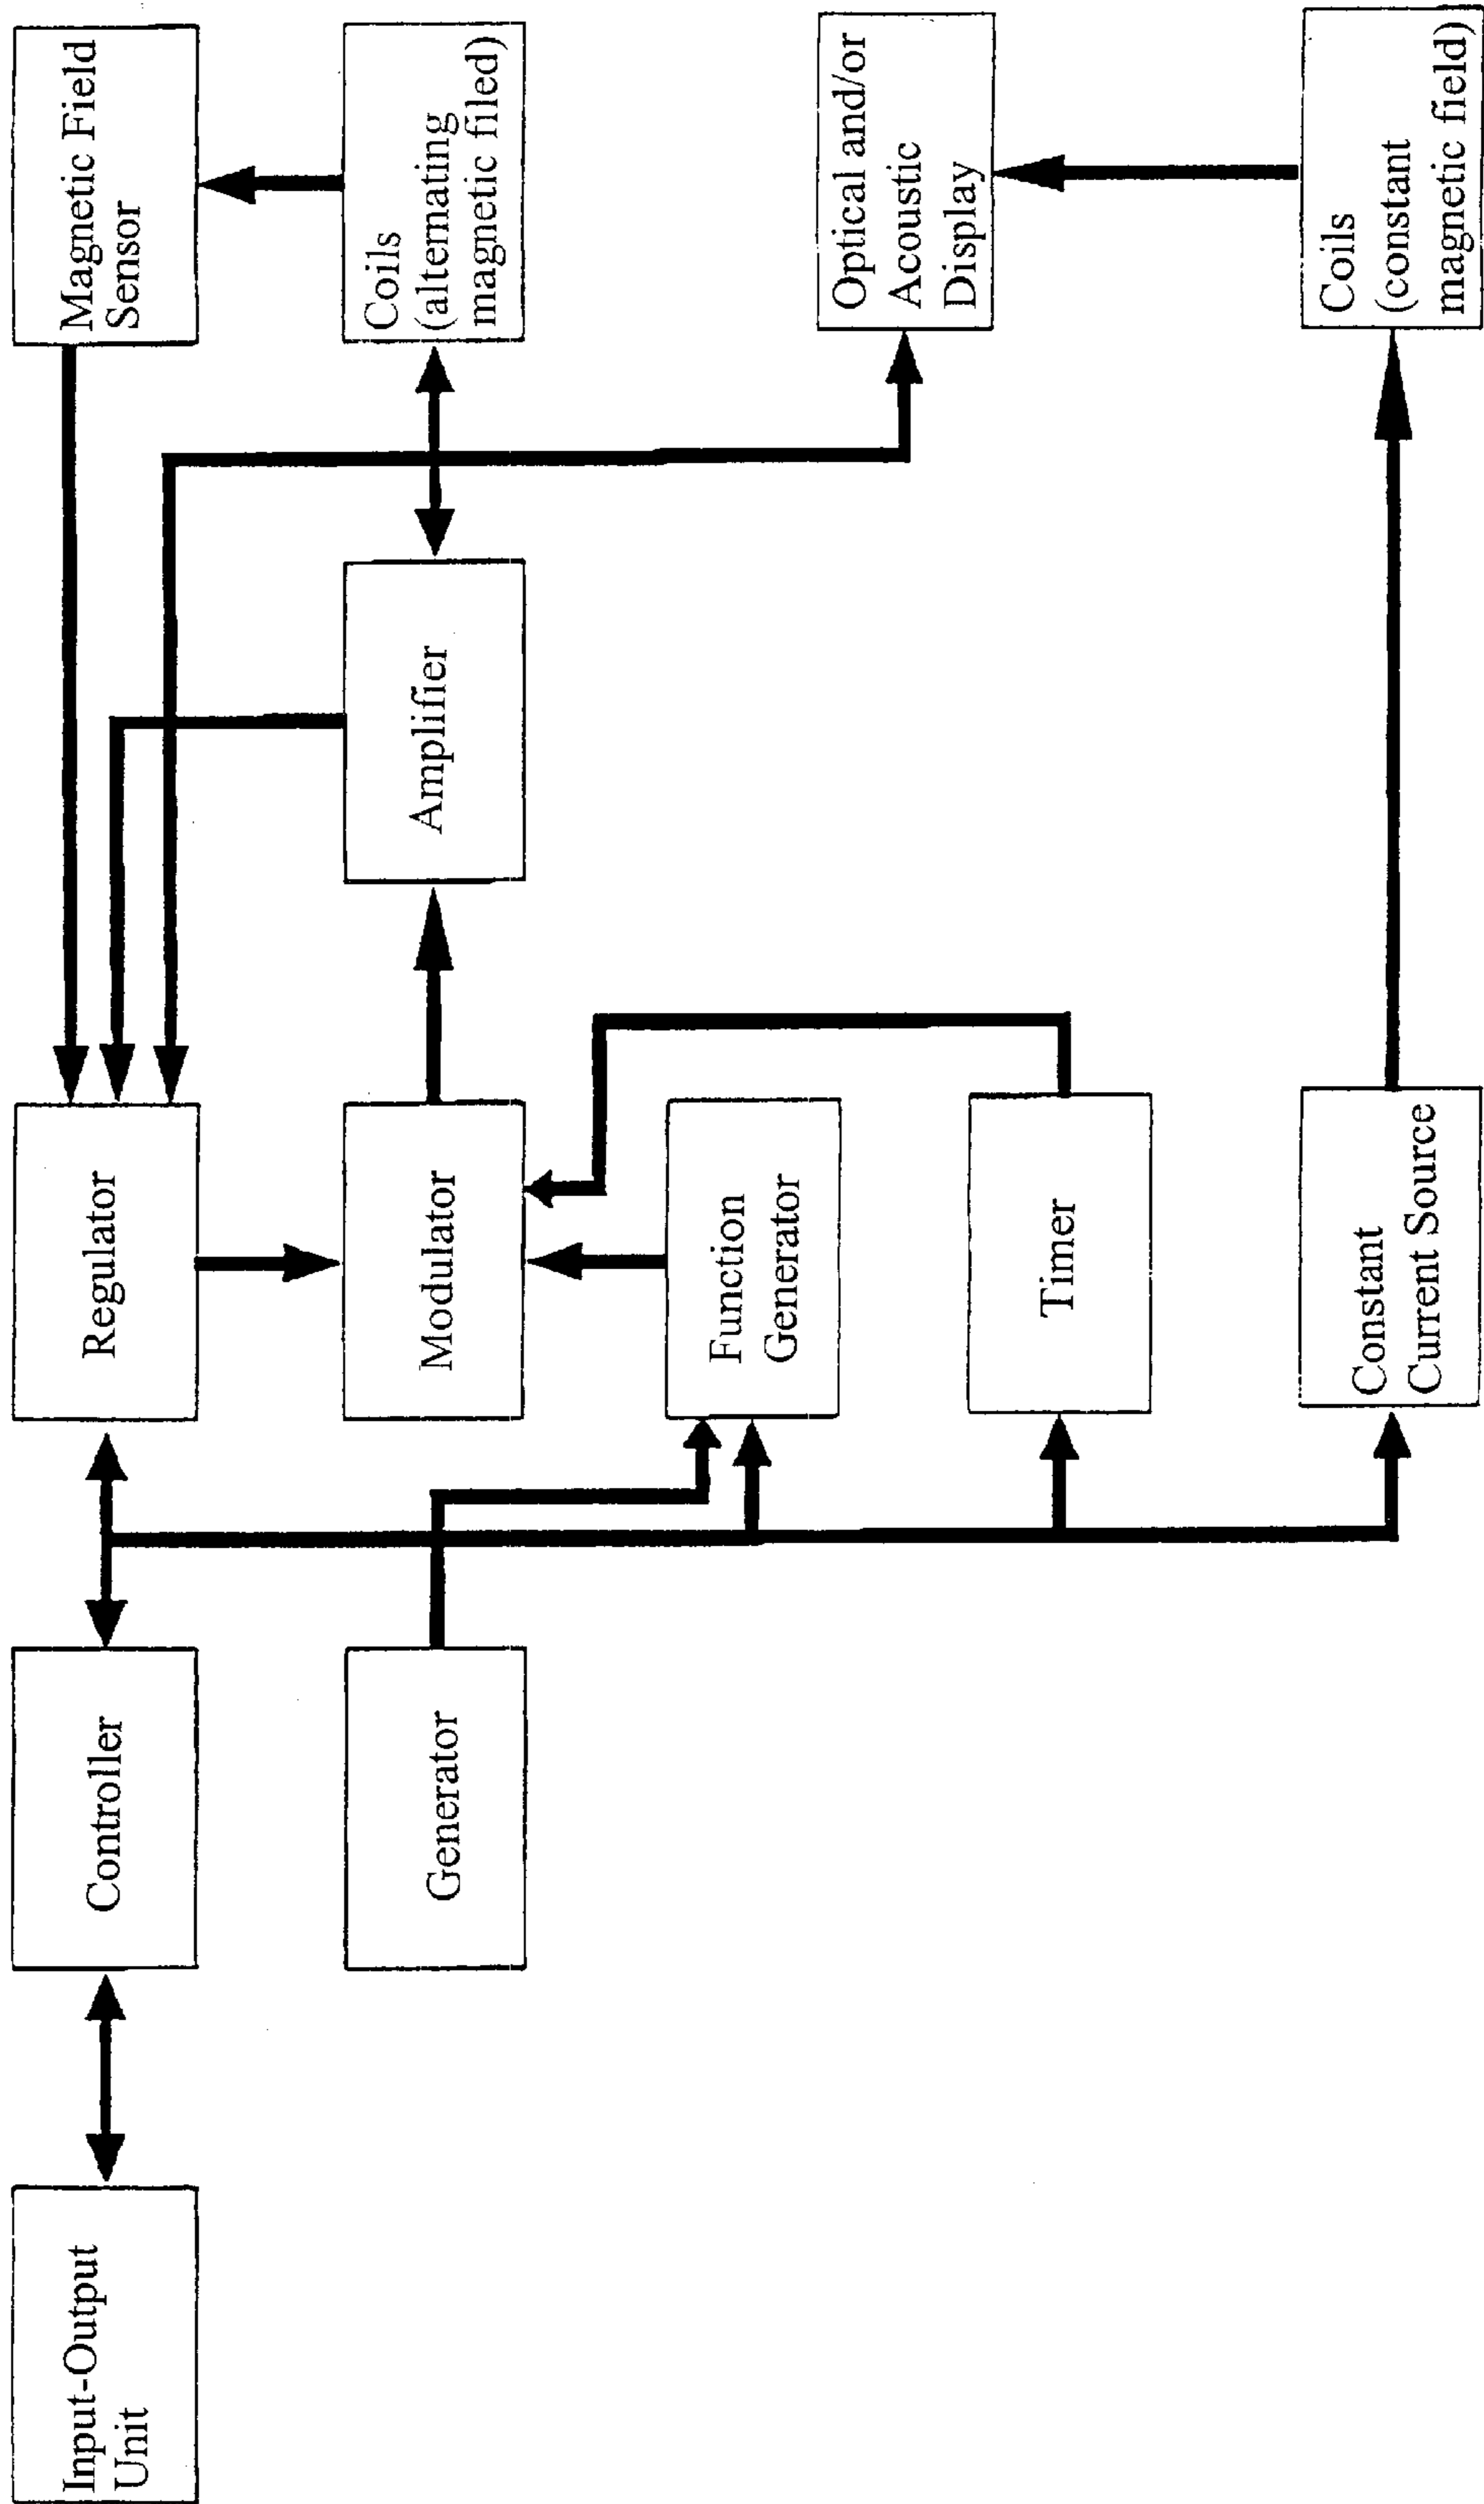 Input-Output
Unit
Controller
Regulator
Magnetic Field
Sensor
Generator
Modulator
Amplifier
Coils
(altemating
magnetic filed)
Function
Generator
Optical and/or
Acoustic
Display
Timer
Constant
Current Source
Coils
(constant
magnetic field)